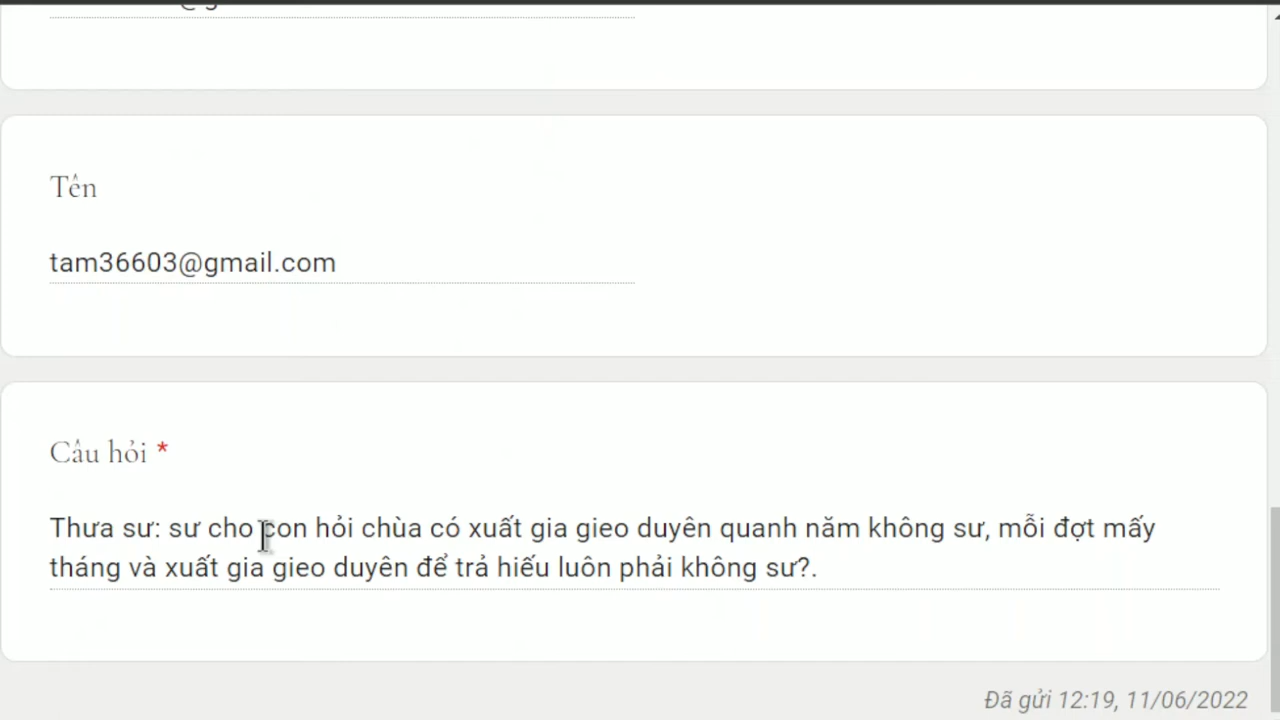 Tên
tam36603@gmail.com
Câu hỏi *
Thưa sư: sư cho con hỏi chùa có xuất gia gieo duyên quanh năm không sư, mỗi đợt mấy
tháng và xuất gia gieo duyên để trả hiếu luôn phải không sư?.
Đã gửi 12:19, 11/06/2022